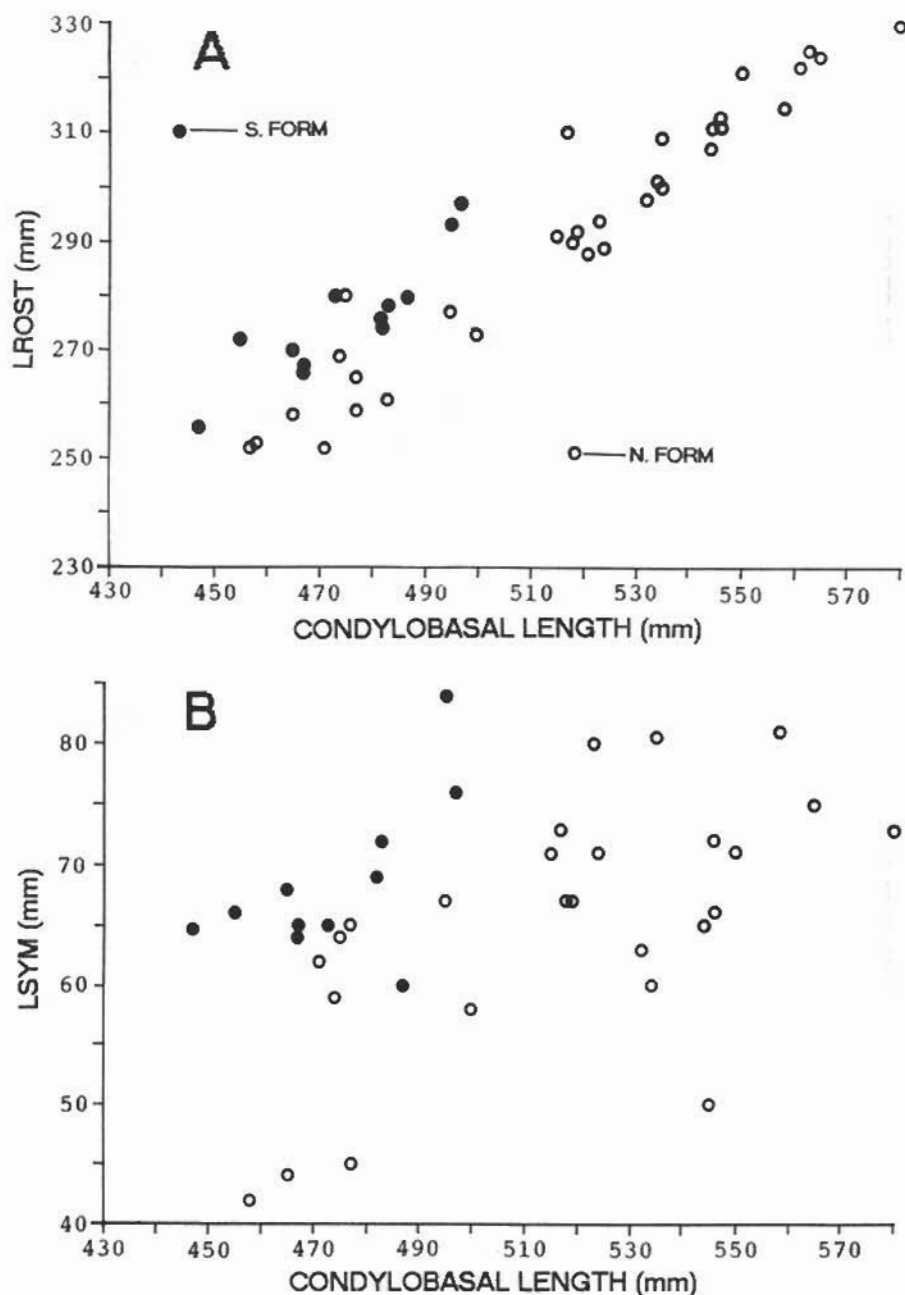 A
330
310
290
270
250
230
LROST (mm)
S. FORM
N. FORM
430 450 470 490 510 530 550 570
CONDYLOBASAL LENGTH (mm)
B
80
70
60
50
40
LSYM (mm)
430 450 470 490 510 530 550 570
CONDYLOBASAL LENGTH (mm)